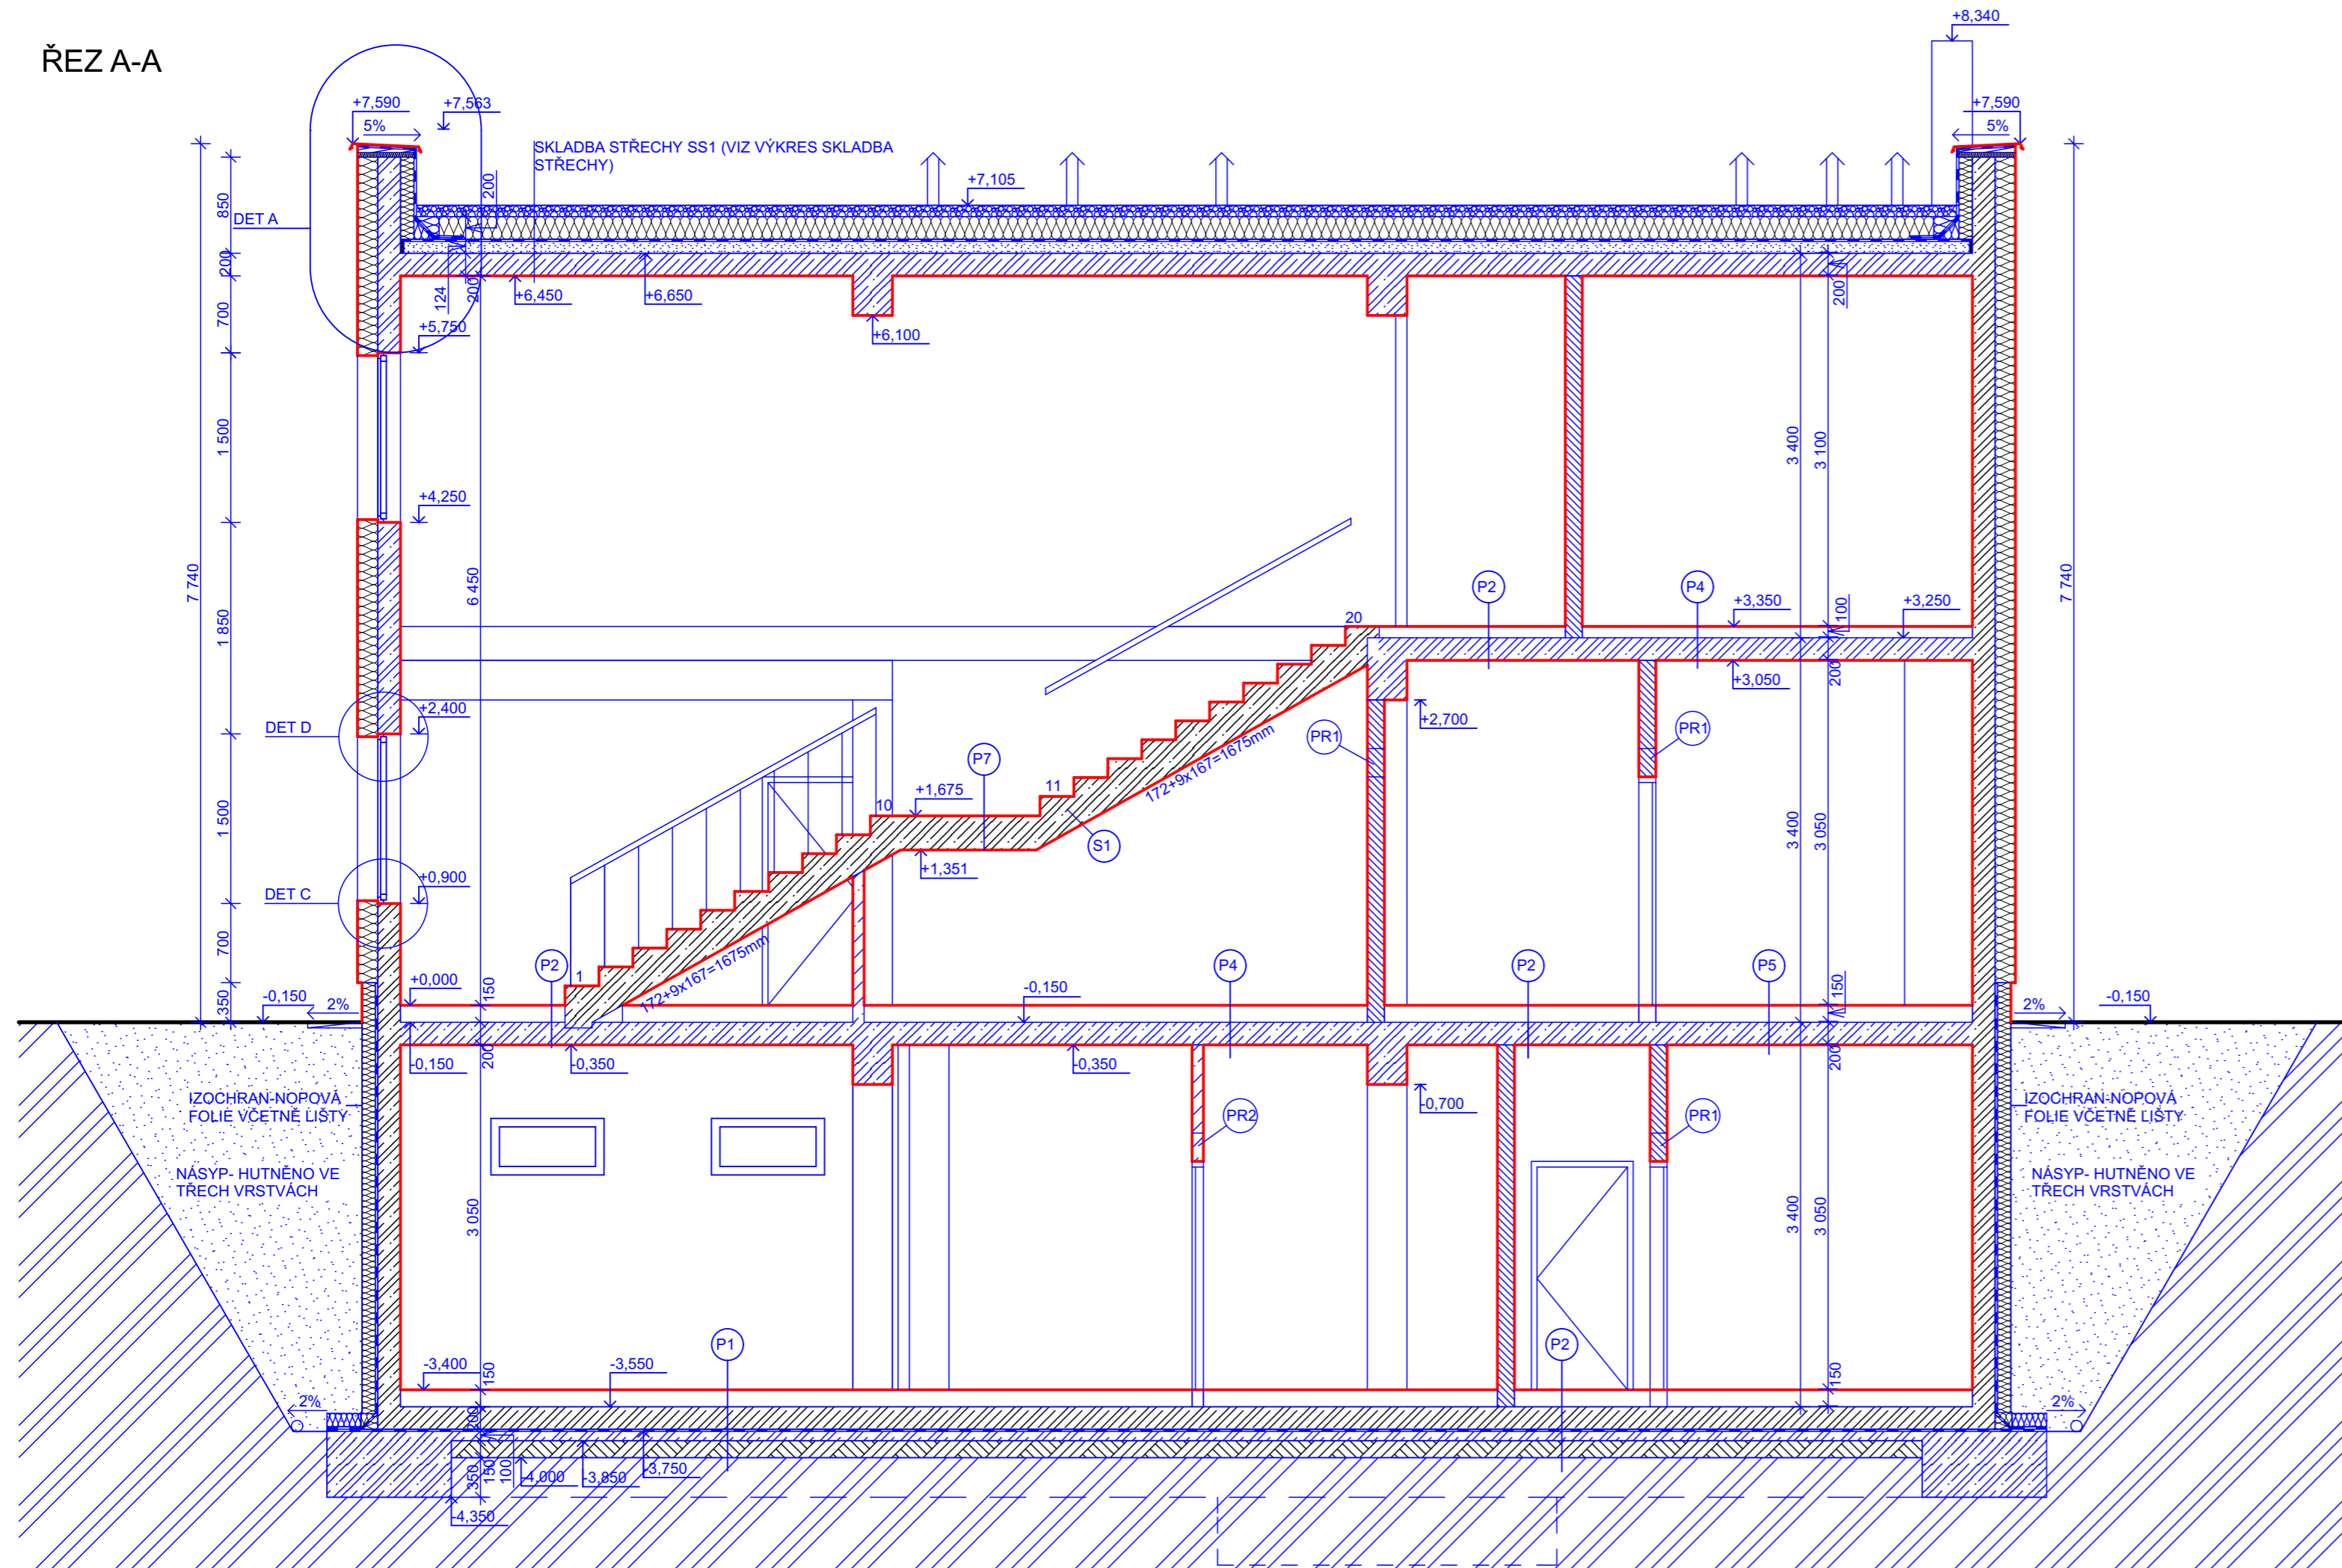 ŘEZ A-A
+8,340
+7,590
+7,563
+7,590
5%
5%
SKLADBA STŘECHY SS1 (VIZ VÝKRES SKLADBA
STŘECHY)
200
+7,105
850
DET A
200
124
200
+6,450
+6,650
200
700
+5,750
+6,100
1 500
3 400
3 100
+4,250
7 740
6 450
7 740
1 850
P2
P4
+3,350
100
+3,250
20
200
+3,050
+2,400
+2,700
DET D
PR1
PR1
P7
172+9x167=1675mm
+1,675
11
10
1 500
3 400
3 050
S1
+1,351
DET C
+0,900
700
172+9x167=1675mm
P2
1
P4
P2
P5
+0,000
150
350
-0,150
2%
-0,150
150
2%
-0,150
-0,150
200
-0,350
-0,350
200
IZOCHRAN-NOPOVÁ
FOLIE VČETNĚ LIŠTY
-0,700
PR2
PR1
IZOCHRAN-NOPOVÁ
FOLIE VČETNĚ LIŠTY
NÁSYP- HUTNĚNO VE
TŘECH VRSTVÁCH
NÁSYP- HUTNĚNO VE
TŘECH VRSTVÁCH
3 050
3 400
3 050
P1
P2
-3,400
150
-3,550
150
2%
2%
200
350
150
100
-4,000
-3,850
-3,750
-4,350